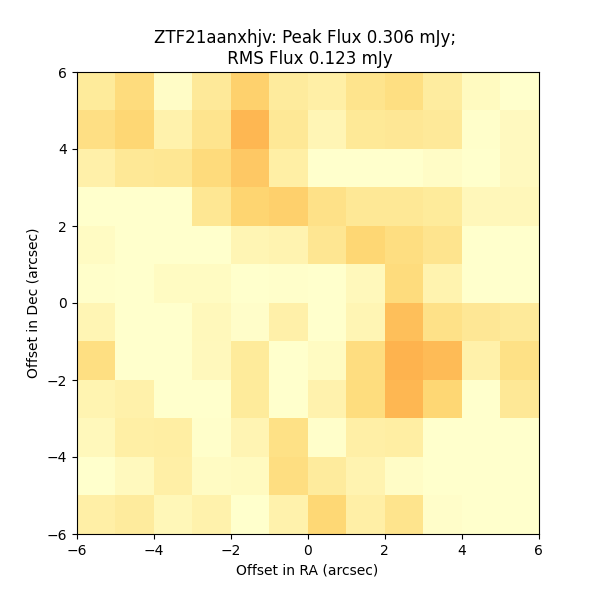 ZTF21aanxhjv: Peak Flux 0.306 mJy;
RMS Flux 0.123 mJy
6
4
2
0
−2
−4
−6
Offset in Dec (arcsec)
−6 −4 −2 0 2 4 6
Offset in RA (arcsec)